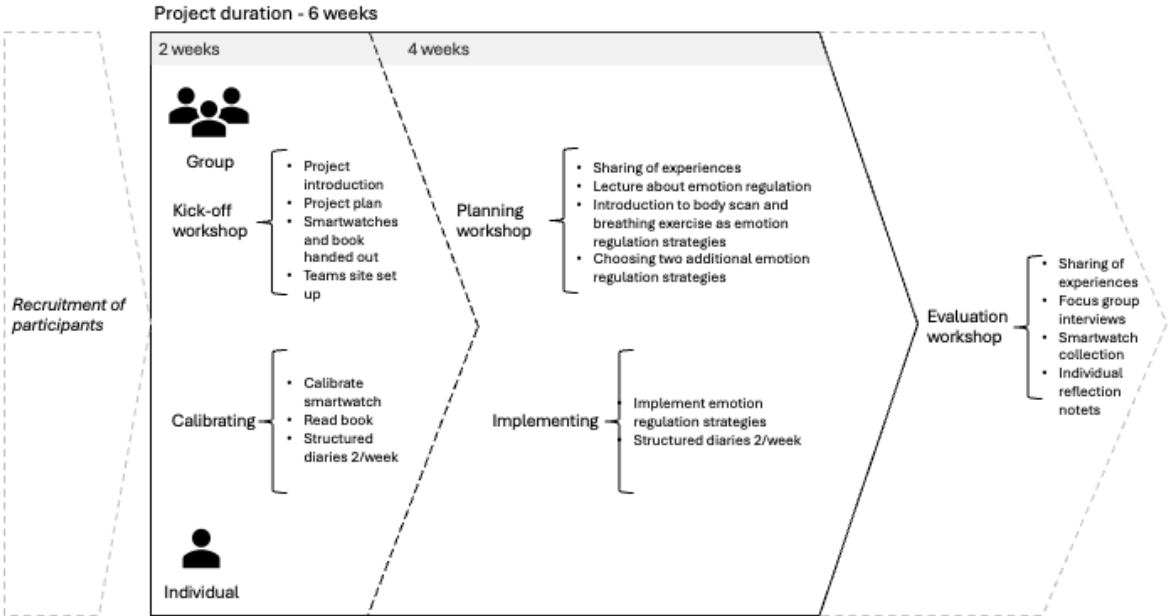 Project duration - 6 weeks
2 weeks
4 weeks
Group
Kick-off
workshop
• Project
introduction
• Project plan
• Smartwatches
and book
handed out
• Teams site set
up
Planning
workshop
• Sharing of experiences
• Lecture about emotion regulation
• Introduction to body scan and
breathing exercise as emotion
regulation strategies
• Choosing two additional emotion
regulation strategies
Recruitment of
participants
Evaluation
workshop
• Sharing of
experiences
• Focus group
interviews
• Smartwatch
collection
• Individual
reflection
notets
Calibrating
• Calibrate
smartwatch
• Read book
• Structured
diaries 2/week
Implementing
• Implement emotion
regulation strategies
• Structured diaries 2/week
Individual